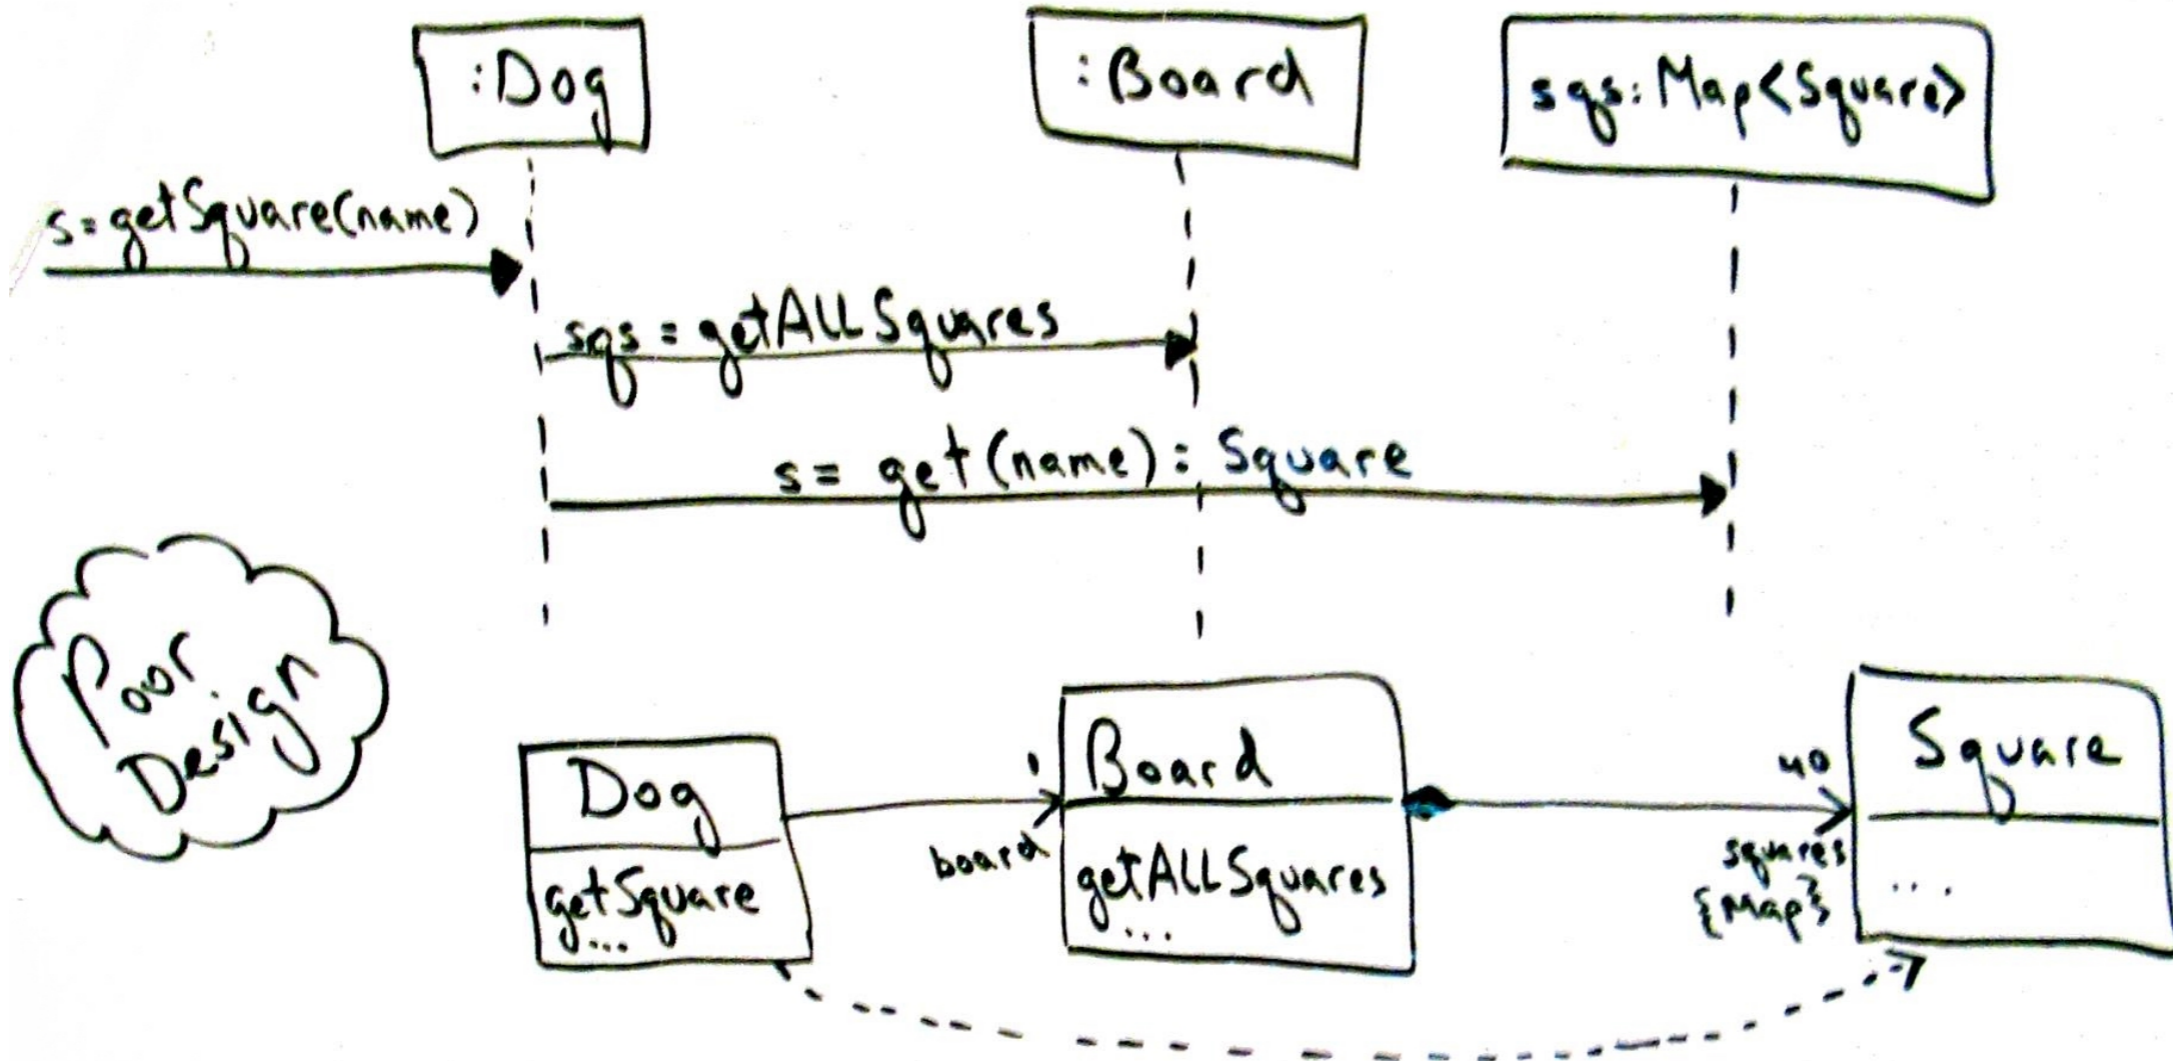 :Dog
:Board
sqs:Map<Square>
s=getSquare(name)
sqs = getALLSquares
s= get(name): Square
Poor
Design
Dog
getSquare
...
1
board
Board
getALLSquares
...
40
squares
{Map}
Square
...